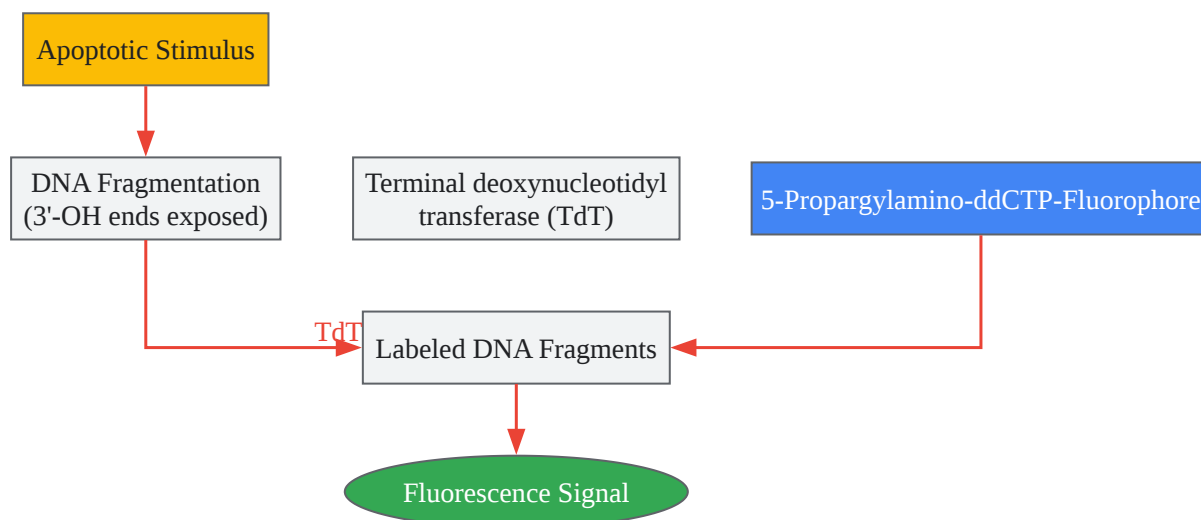 Apoptotic Stimulus
DNA Fragmentation
(3'-OH ends exposed)
Terminal deoxynucleotidyl
transferase (TdT)
5-Propargylamino-ddCTP-Fluorophore
TdT
Labeled DNA Fragments
Fluorescence Signal